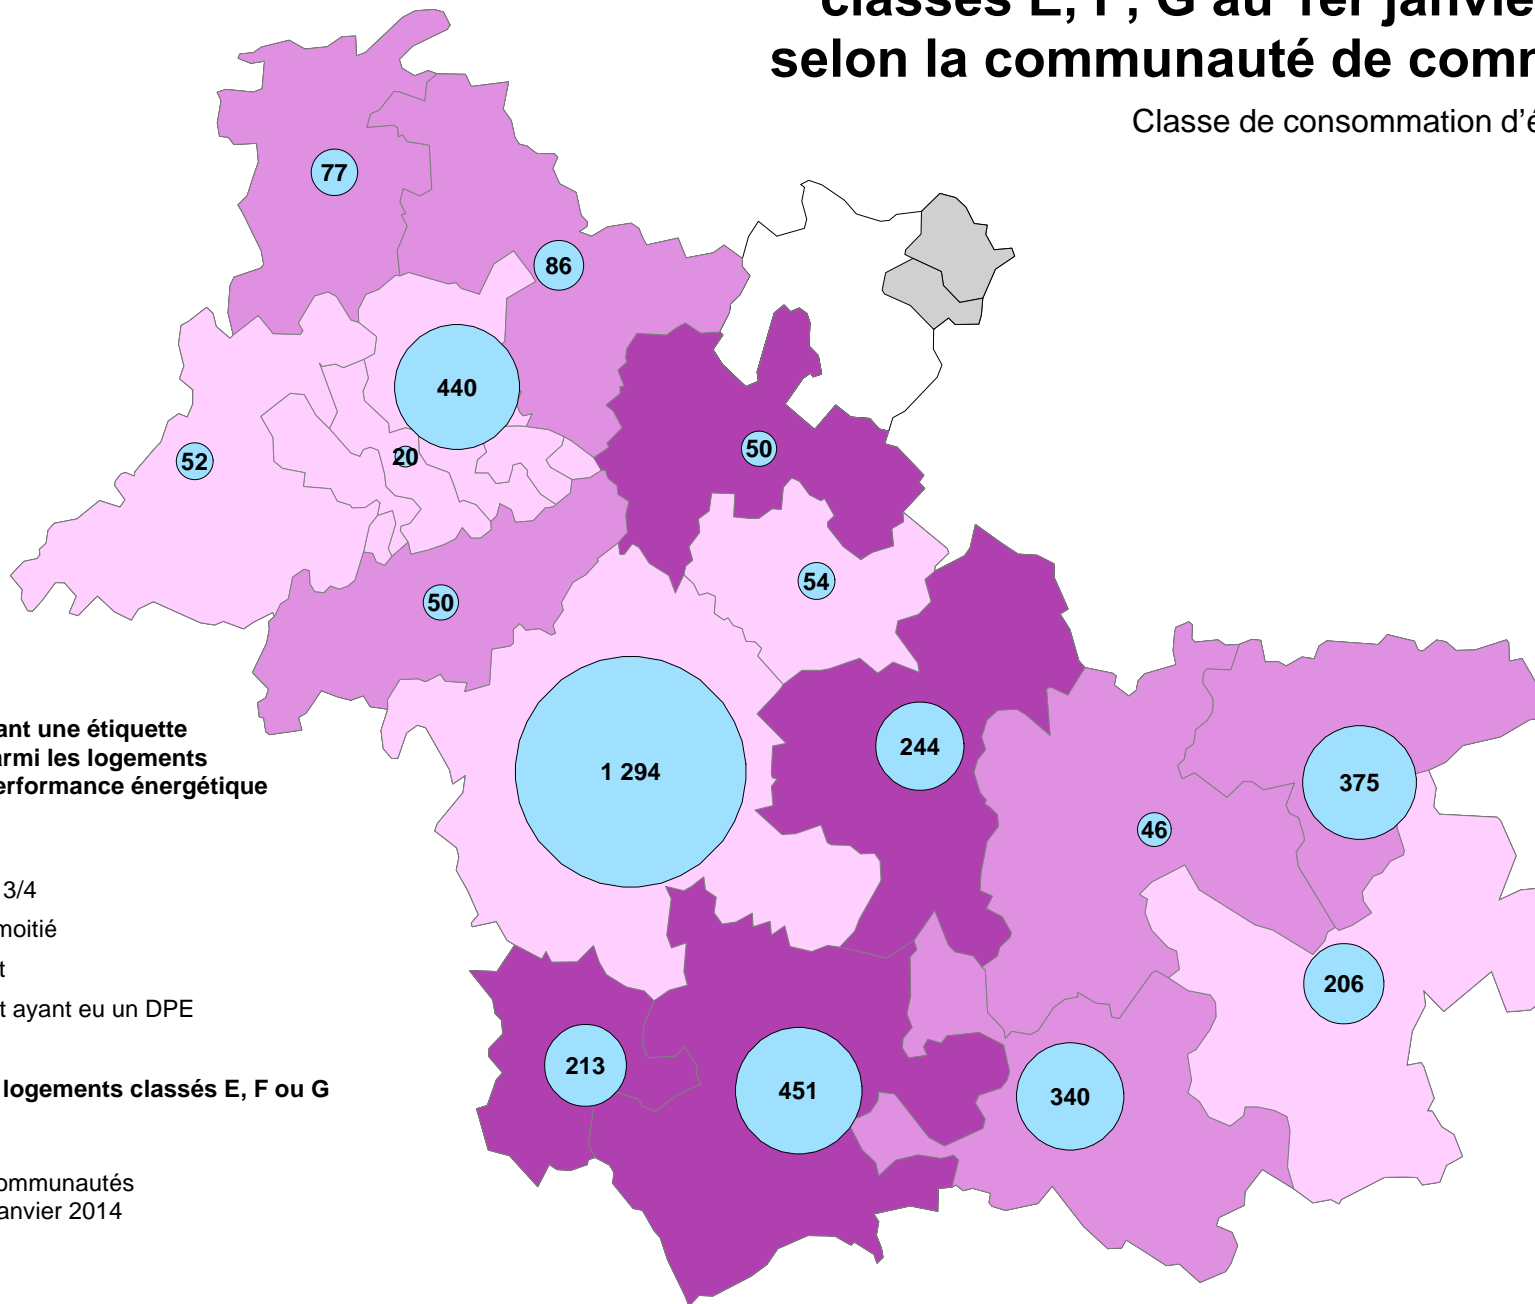 classés E, F, G au 1er janvie
selon la communauté de comm
Classe de consommation d'é
77
86
440
20
52
50
54
50
1 294
244
46
375
206
213
451
340
ant une étiquette
armi les logements
erformance énergétique
3/4
moitié
t
t ayant eu un DPE
logements classés E, F ou G
ommunautés
anvier 2014